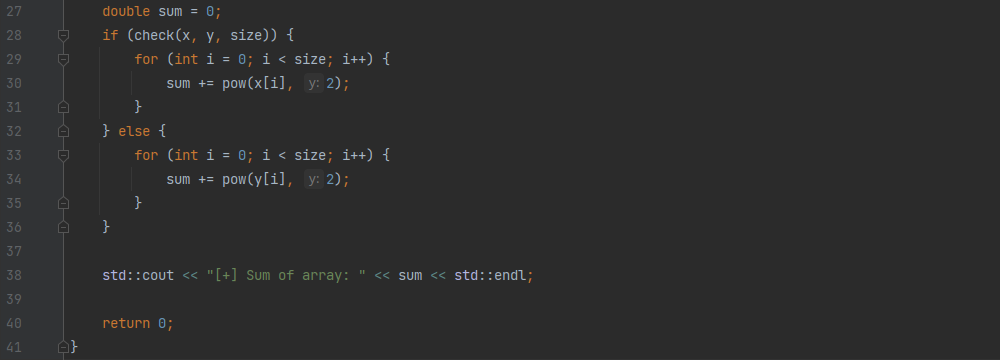 27 double sum = 0;
28 if (check(x, y, size)) {
29 for (int i = 0; i < size; i++) {
30 sum += pow(x[i], y: 2);
31 }
32 } else {
33 for (int i = 0; i < size; i++) {
34 sum += pow(y[i], y: 2);
35 }
36 }
37
38 std::cout << "[+] Sum of array: " << sum << std::endl;
39
40 return 0;
41 }